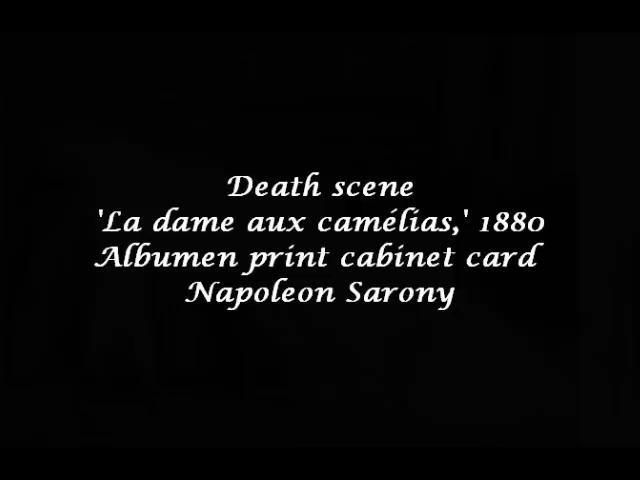 Death scene
'La dame aux camélias,' 1880
Albumen print cabinet card
Napoleon Sarony